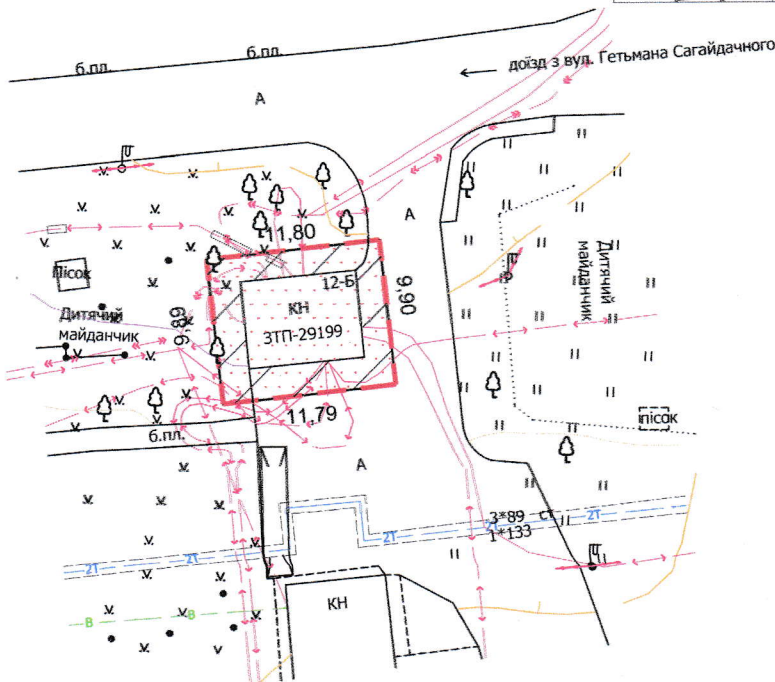 б.пл.
б.пл.
доїзд з вул. Гетьмана Сагайдачного
А
А
11,80
12-Б
9,90
КН
ЗТП-29199
Пісок
Дитячий
майданчик
9,89
Дитячий
майданчик
11,79
пісок
б.пл.
А
3*89 ст
1*133
2Т
2Т
2Т
2Т
2Т
КН
В
В